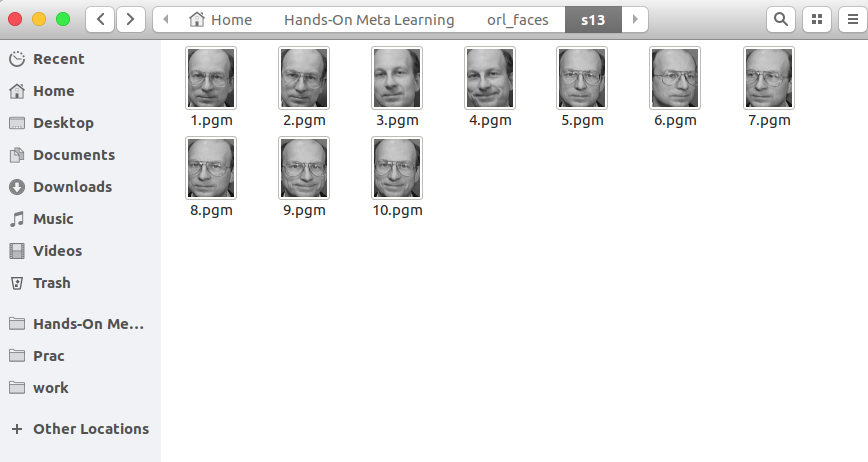 Home Hands-On Meta Learning orl_faces s13
Recent
Home
Desktop
Documents
Downloads
Music
Videos
Trash
Hands-On Me...
Prac
work
Other Locations
1.pgm 2.pgm 3.pgm 4.pgm 5.pgm 6.pgm 7.pgm
8.pgm 9.pgm 10.pgm